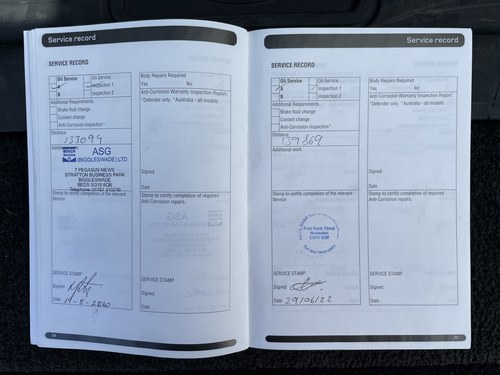 Service record
SERVICE RECORD
Oil Service
Oil Service
A
Inspection 1
B
Inspection 2
Additional Requirements
Brake fluid change
Coolant change
Anti-Corrosion Inspection*
Distance
133099
BOSCH
Service
ASG
(BIGGLESWADE) LTD
7 PEGASUS MEWS
STRATTON BUSINESS PARK
BIGGLESWADE
BEDS SG18 8QB
Stamp to certify completion of the relevant
Service
SERVICE STAMP
Signed
Date
Body Repairs Required
Yes
No
Anti-Corrosion Warranty Inspection Report:
*Defender only. "Australia - all models
Signed
Date
Stamp to certify completion of required
Anti-Corrosion repairs.
SERVICE STAMP
Signed
Date
Service record
SERVICE RECORD
Oil Service
Oil Service
A
Inspection 1
B
Inspection 2
Additional Requirements
Brake fluid change
Coolant change
Anti-Corrosion Inspection*
Distance
139869
Additional work
Stamp to certify completion of the relevant
Service
SERVICE STAMP
Signed
Date 29/06/22
Body Repairs Required
Yes
No
Anti-Corrosion Warranty Inspection Report:
*Defender only. "Australia - all models
Signed
Date
Stamp to certify completion of required
Anti-Corrosion repairs.
SERVICE STAMP
Signed
Date